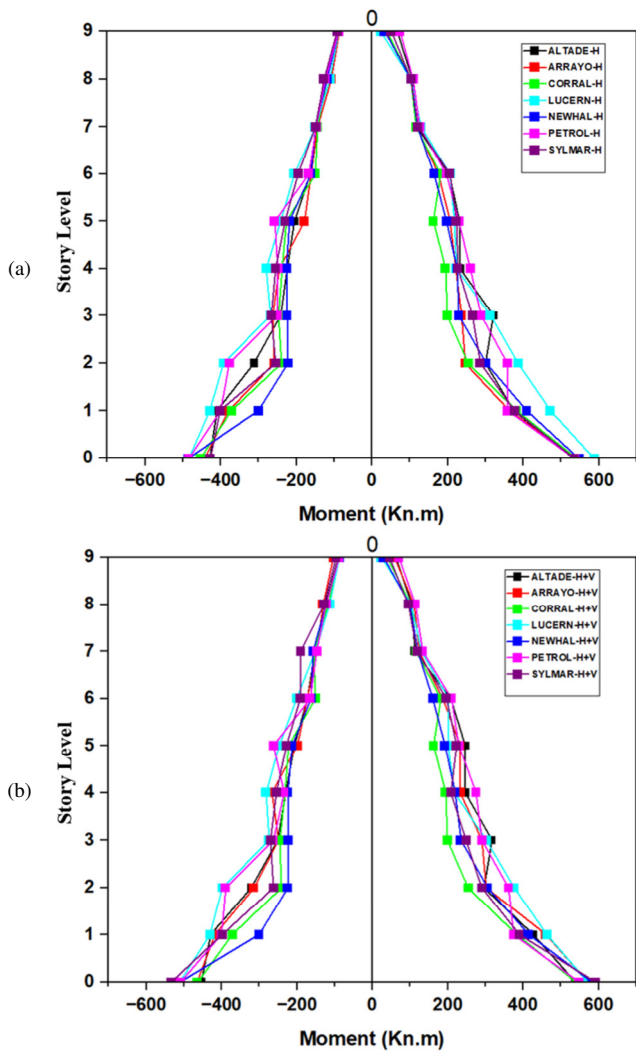 (a)
0
9
8
7
6
5
4
3
2
1
0
Story Level
ALTADE-H
ARRAYO-H
CORRAL-H
LUCERN-H
NEWHAL-H
PETROL-H
SYLMAR-H
−600 −400 −200 0 200 400 600
Moment (Kn.m)
(b)
0
9
8
7
6
5
4
3
2
1
0
Story Level
ALTADE-H+V
ARRAYO-H+V
CORRAL-H+V
LUCERN-H+V
NEWHAL-H+V
PETROL-H+V
SYLMAR-H+V
−600 −400 −200 0 200 400 600
Moment (Kn.m)